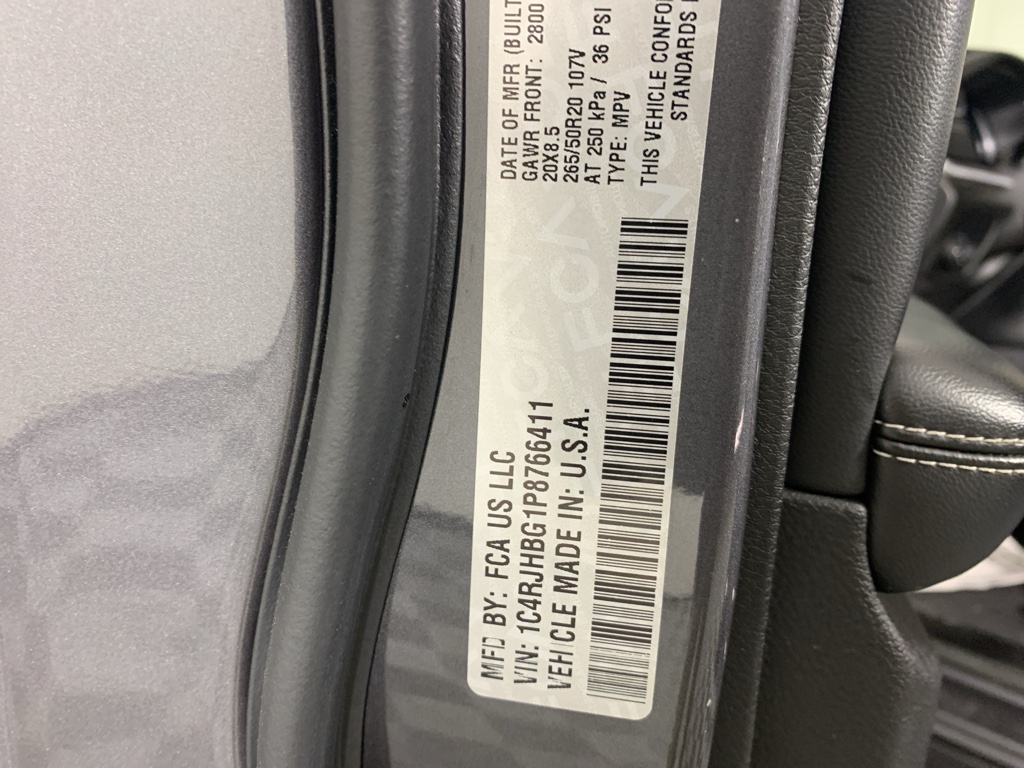 MFD BY: FCA US LLC
VIN: 1C4RJHBG1P8766411
VEHICLE MADE IN: U.S.A.
DATE OF MFR (BUILT
GAWR FRONT: 2800
20X8.5
265/50R20 107V
AT 250 kPa / 36 PSI
TYPE: MPV
THIS VEHICLE
STANDARDS